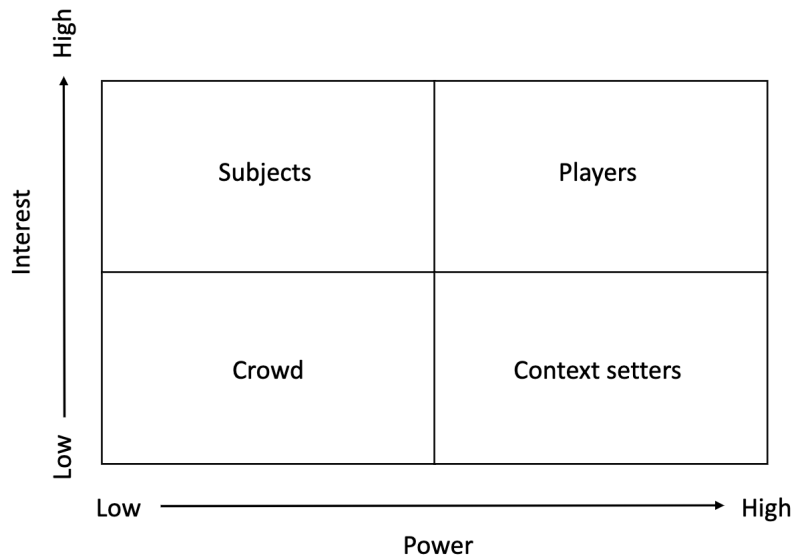 High
Subjects
Players
Interest
Crowd
Context setters
Low
Low
High
Power